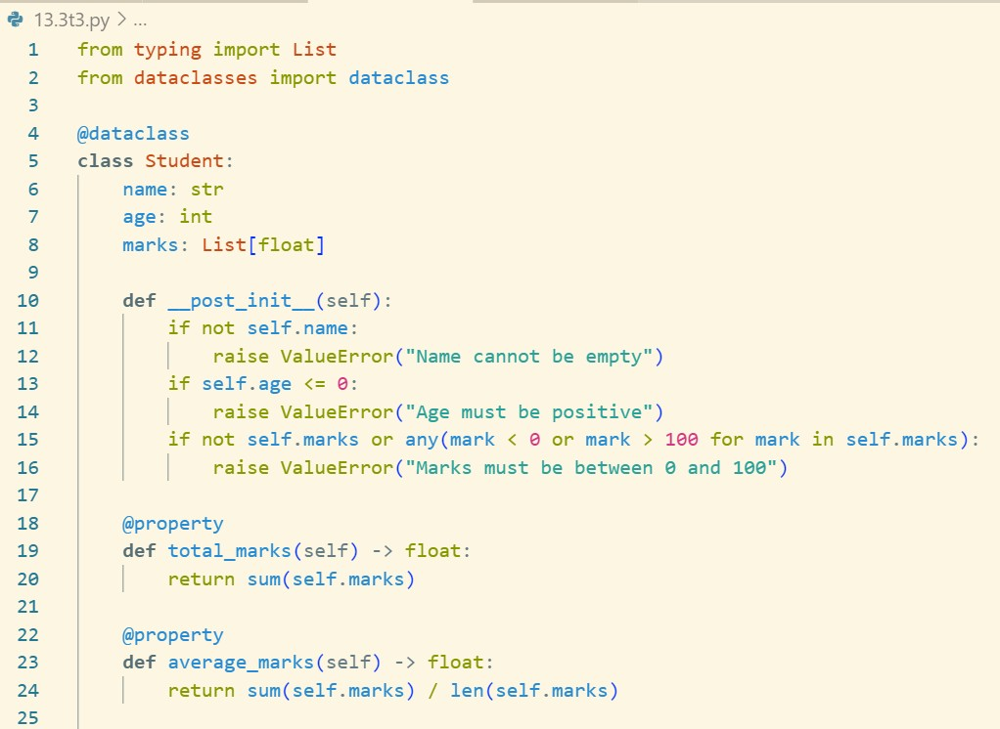 13.3t3.py > ...
1 from typing import List
2 from dataclasses import dataclass
3
4 @dataclass
5 class Student:
6     name: str
7     age: int
8     marks: List[float]
9
10     def __post_init__(self):
11         if not self.name:
12             raise ValueError("Name cannot be empty")
13         if self.age <= 0:
14             raise ValueError("Age must be positive")
15         if not self.marks or any(mark < 0 or mark > 100 for mark in self.marks):
16             raise ValueError("Marks must be between 0 and 100")
17
18     @property
19     def total_marks(self) -> float:
20         return sum(self.marks)
21
22     @property
23     def average_marks(self) -> float:
24         return sum(self.marks) / len(self.marks)
25